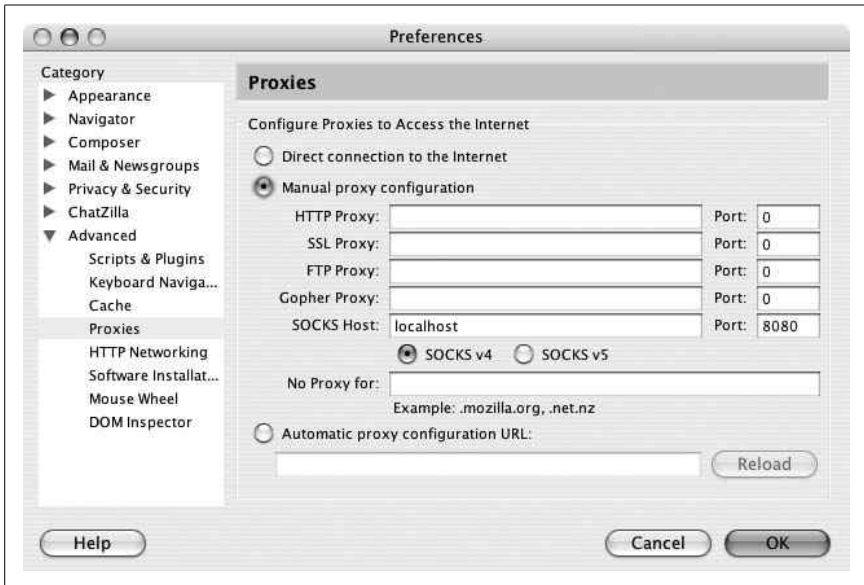 Preferences
Category
Appearance
Navigator
Composer
Mail & Newsgroups
Privacy & Security
ChatZilla
Advanced
Scripts & Plugins
Keyboard Naviga...
Cache
Proxies
HTTP Networking
Software Installat...
Mouse Wheel
DOM Inspector
Proxies
Configure Proxies to Access the Internet
Direct connection to the Internet
Manual proxy configuration
HTTP Proxy: Port: 0
SSL Proxy: Port: 0
FTP Proxy: Port: 0
Gopher Proxy: Port: 0
SOCKS Host: localhost Port: 8080
SOCKS v4 SOCKS v5
No Proxy for:
Example: .mozilla.org, .net.nz
Automatic proxy configuration URL:
Reload
Help Cancel OK